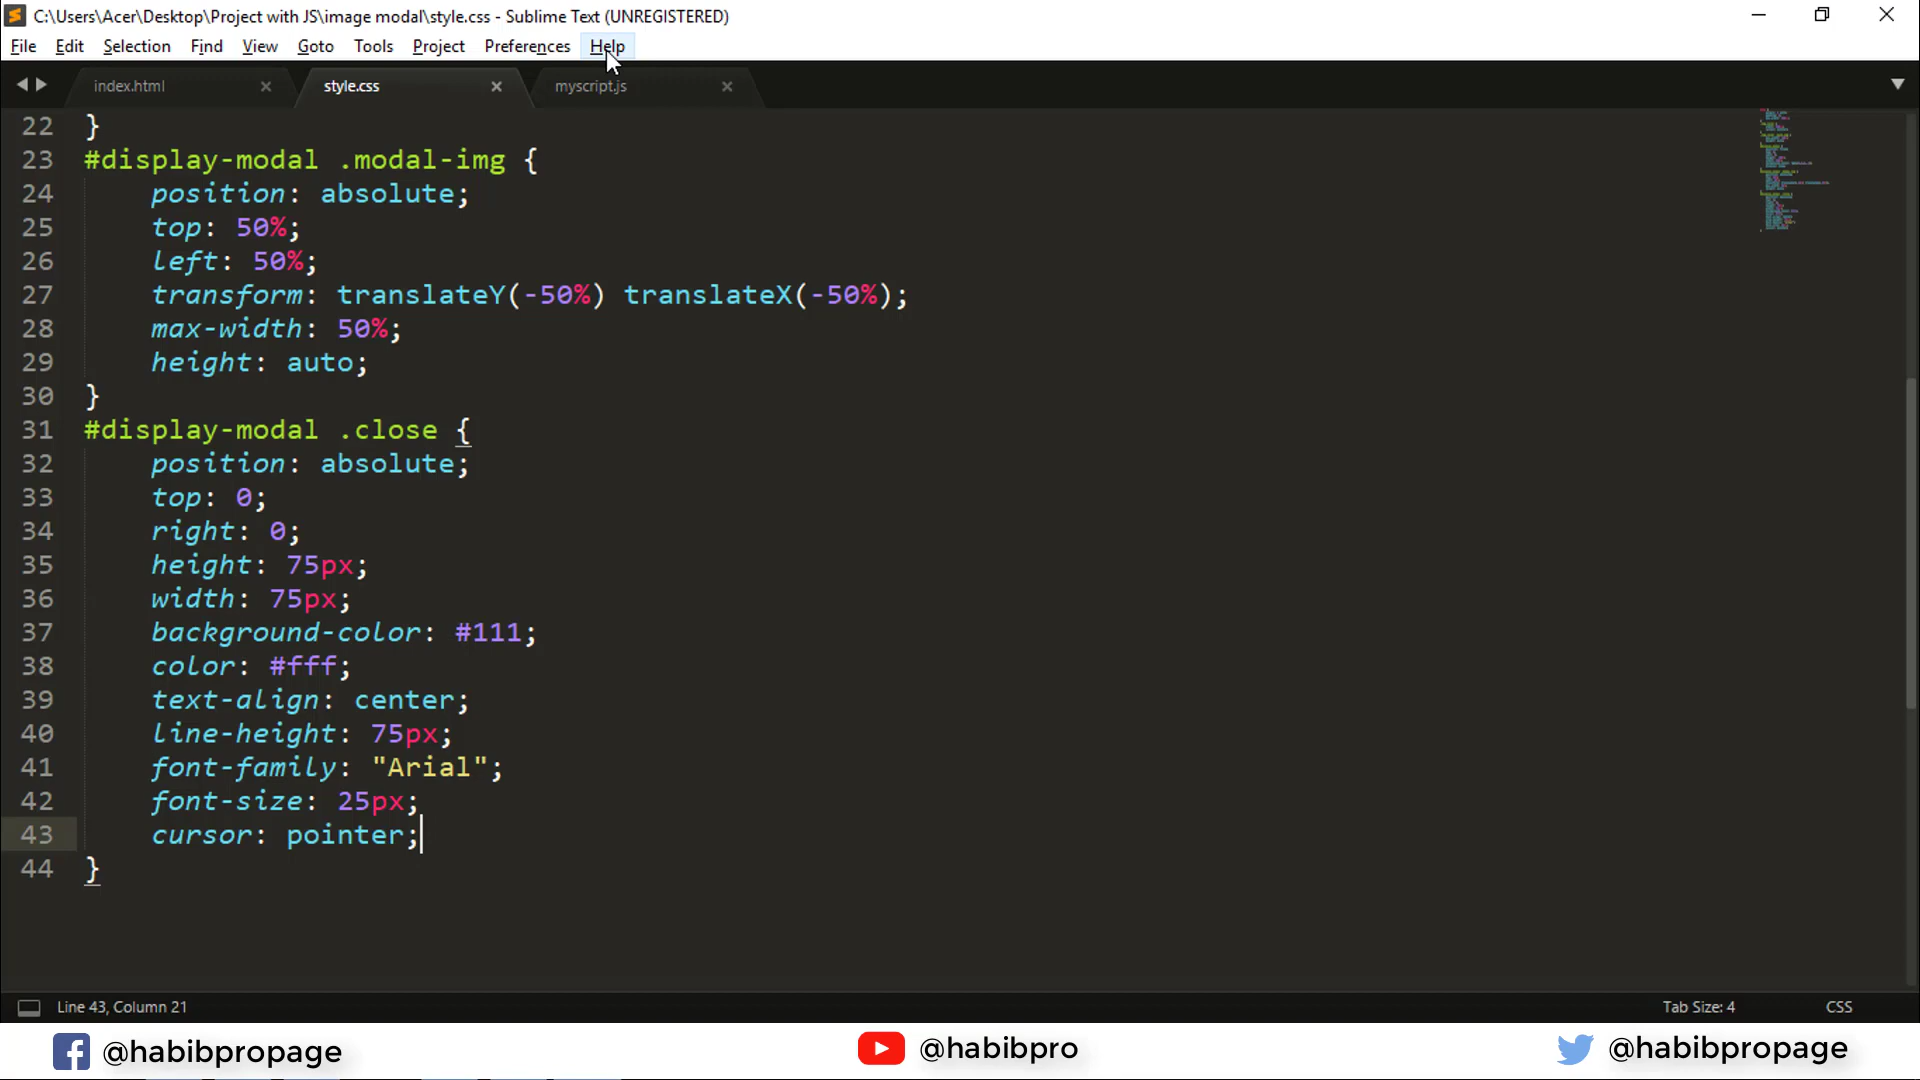 C:\Users\Acer\Desktop\Project with JS\image modal\style.css - Sublime Text (UNREGISTERED)
File Edit Selection Find View Goto Tools Project Preferences Help
index.html style.css myscript.js
22 }
23 #display-modal .modal-img {
24 position: absolute;
25 top: 50%;
26 left: 50%;
27 transform: translateY(-50%) translateX(-50%);
28 max-width: 50%;
29 height: auto;
30 }
31 #display-modal .close {
32 position: absolute;
33 top: 0;
34 right: 0;
35 height: 75px;
36 width: 75px;
37 background-color: #111;
38 color: #fff;
39 text-align: center;
40 line-height: 75px;
41 font-family: "Arial";
42 font-size: 25px;
43 cursor: pointer;
44 }
Line 43, Column 21 Tab Size: 4 CSS
@habibpropage @habibpro @habibpropage